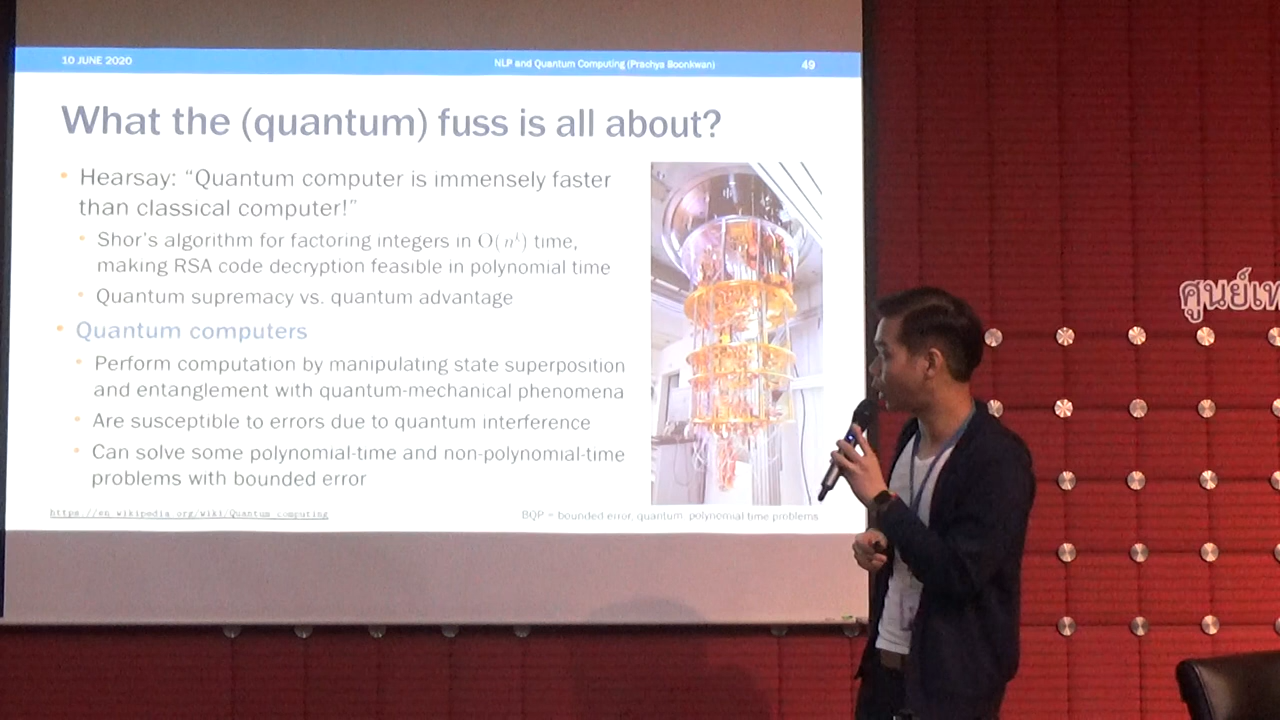 10 JUNE 2020
NLP and Quantum Computing (Prachya Boonkwan)
49
What the (quantum) fuss is all about?
• Hearsay: “Quantum computer is immensely faster
than classical computer!”
• Shor’s algorithm for factoring integers in O(nᵏ) time,
making RSA code decryption feasible in polynomial time
• Quantum supremacy vs. quantum advantage
• Quantum computers
• Perform computation by manipulating state superposition
and entanglement with quantum-mechanical phenomena
• Are susceptible to errors due to quantum interference
• Can solve some polynomial-time and non-polynomial-time
problems with bounded error
https://en.wikipedia.org/wiki/Quantum_computing
BQP = bounded error, quantum, polynomial time problems
ศูนย์เท